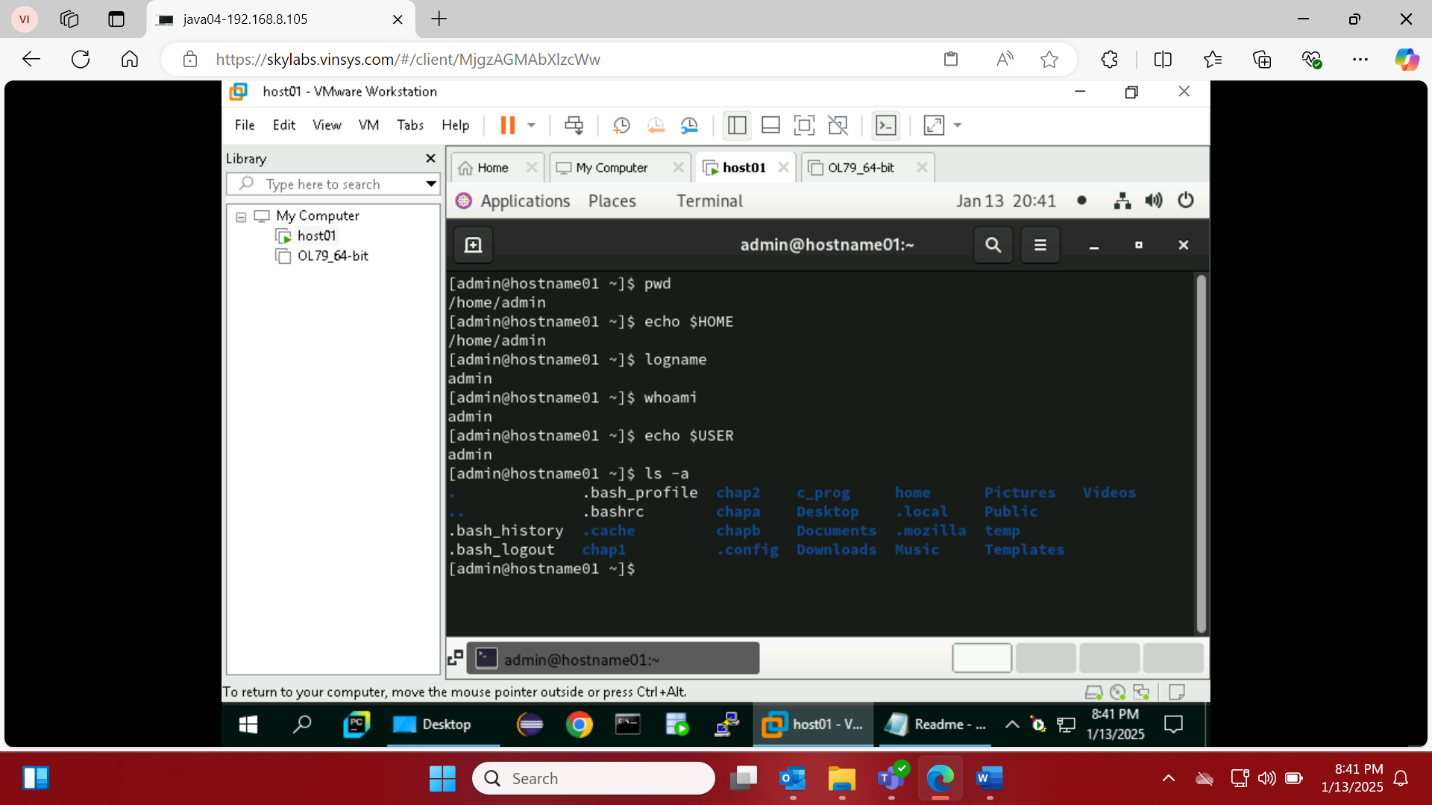 VI
java04-192.168.8.105
https://skylabs.vinsys.com/#/client/MjgzAGMAbXlzcWw
host01 - VMware Workstation
File Edit View VM Tabs Help
Library
Home My Computer host01 OL79_64-bit
Type here to search
Applications Places Terminal Jan 13 20:41
My Computer
host01
OL79_64-bit
admin@hostname01:~
[admin@hostname01 ~]$ pwd
/home/admin
[admin@hostname01 ~]$ echo $HOME
/home/admin
[admin@hostname01 ~]$ logname
admin
[admin@hostname01 ~]$ whoami
admin
[admin@hostname01 ~]$ echo $USER
admin
[admin@hostname01 ~]$ ls -a
. .bash_profile chap2 c_prog home Pictures Videos
.. .bashrc chapa Desktop .local Public
.bash_history .cache chapb Documents .mozilla temp
.bash_logout chap1 .config Downloads Music Templates
[admin@hostname01 ~]$
admin@hostname01:~
To return to your computer, move the mouse pointer outside or press Ctrl+Alt.
PC Desktop host01 - V... Readme - ... 8:41 PM
1/13/2025
Search 8:41 PM
1/13/2025